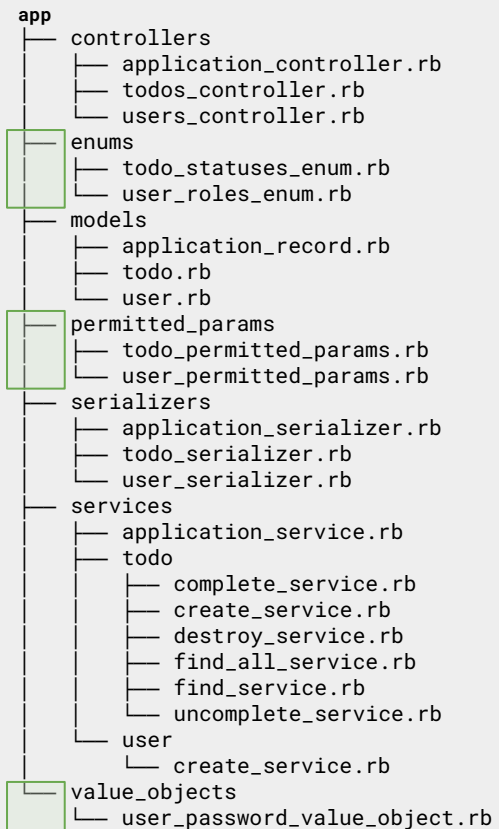 app
├── controllers
│   ├── application_controller.rb
│   ├── todos_controller.rb
│   └── users_controller.rb
├── enums
│   ├── todo_statuses_enum.rb
│   └── user_roles_enum.rb
├── models
│   ├── application_record.rb
│   ├── todo.rb
│   └── user.rb
├── permitted_params
│   ├── todo_permitted_params.rb
│   └── user_permitted_params.rb
├── serializers
│   ├── application_serializer.rb
│   ├── todo_serializer.rb
│   └── user_serializer.rb
├── services
│   ├── application_service.rb
│   ├── todo
│   │   ├── complete_service.rb
│   │   ├── create_service.rb
│   │   ├── destroy_service.rb
│   │   ├── find_all_service.rb
│   │   ├── find_service.rb
│   │   └── uncomplete_service.rb
│   └── user
│       └── create_service.rb
└── value_objects
    └── user_password_value_object.rb